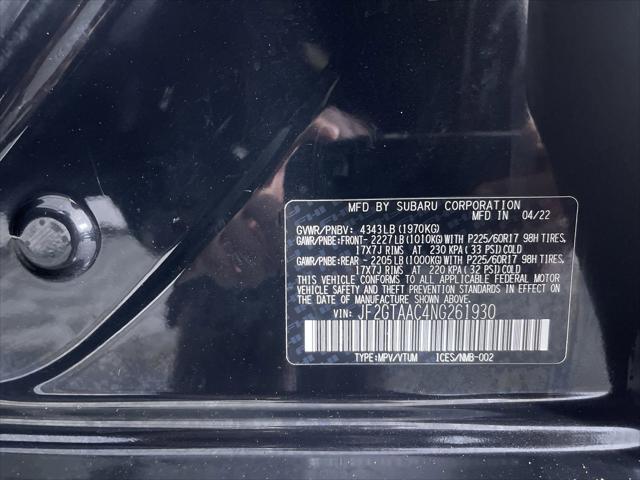 MFD BY SUBARU CORPORATION
MFD IN 04/22
GVWR/PNBV: 4343LB(1970KG)
GAWR/PNBE:FRONT- 2227LB(1010KG)WITH P225/60R17 98H TIRES,
17X7J RIMS AT 230 KPA(33 PSI)COLD
GAWR/PNBE:REAR - 2205LB(1000KG)WITH P225/60R17 98H TIRES,
17X7J RIMS AT 220 KPA(32 PSI)COLD
THIS VEHICLE CONFORMS TO ALL APPLICABLE FEDERAL MOTOR
VEHICLE SAFETY AND THEFT PREVENTION STANDARDS IN EFFECT
ON THE DATE OF MANUFACTURE SHOWN ABOVE.
VIN: JF2GTAAC4NG261930
TYPE:MPV/VTUM ICES/NMB-002